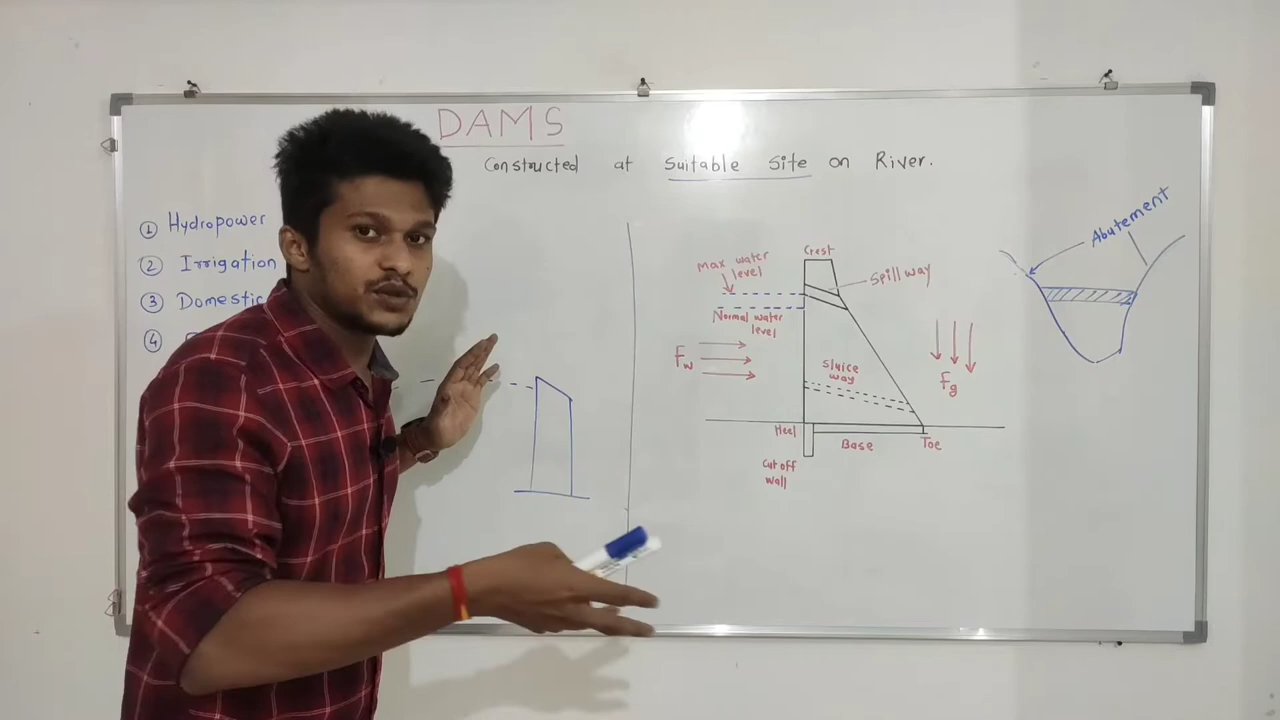 DAMS
Constructed at Suitable Site on River.
① Hydropower
② Irrigation
③ Domestic
④
Crest
Max water
level
Spill way
Normal water
level
Fw
Sluice
way
Fg
Heel
Base
Toe
Cut off
wall
Abutement